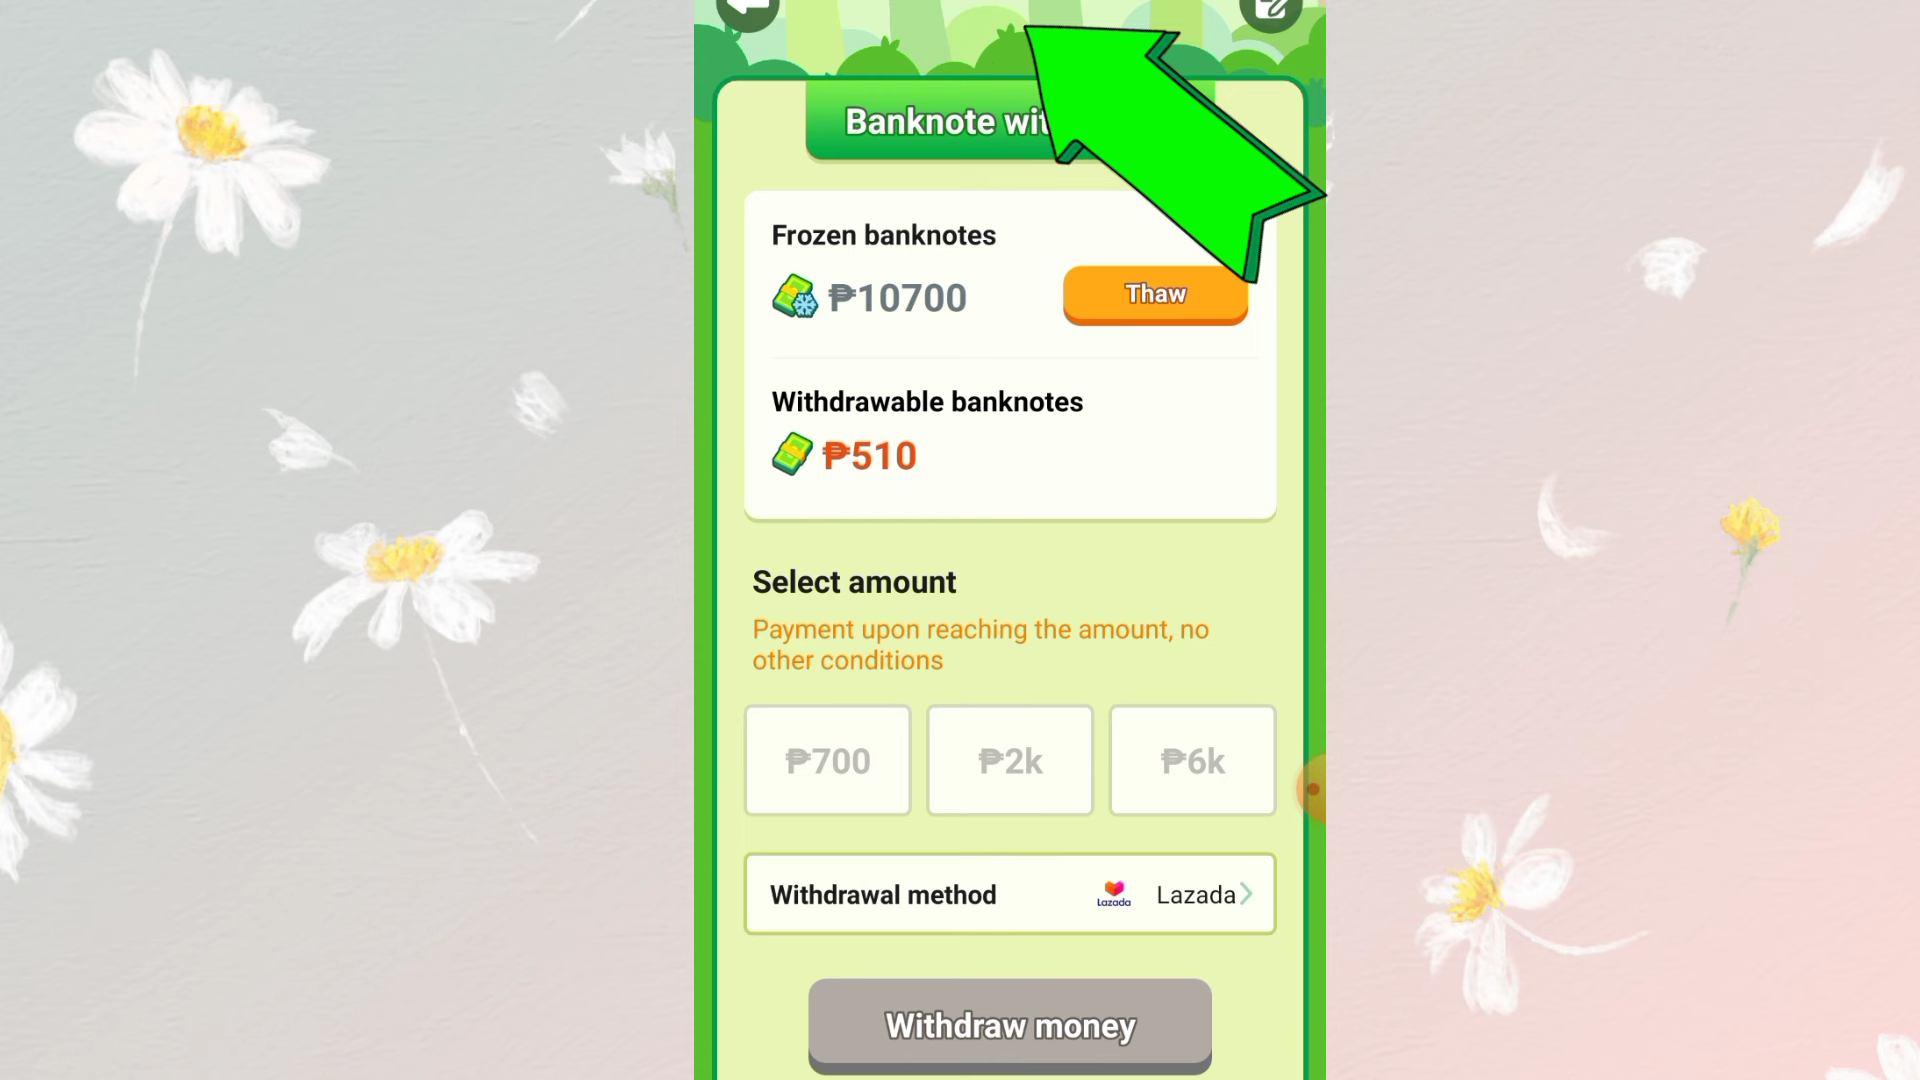 Banknote wit
Frozen banknotes
₱10700
Thaw
Withdrawable banknotes
₱510
Select amount
Payment upon reaching the amount, no
other conditions
₱700 ₱2k ₱6k
Withdrawal method Lazada Lazada
Withdraw money